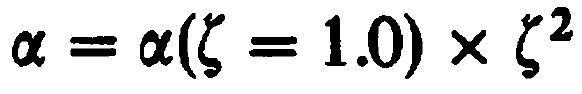 α = α(ζ = 1.0) × ζ²